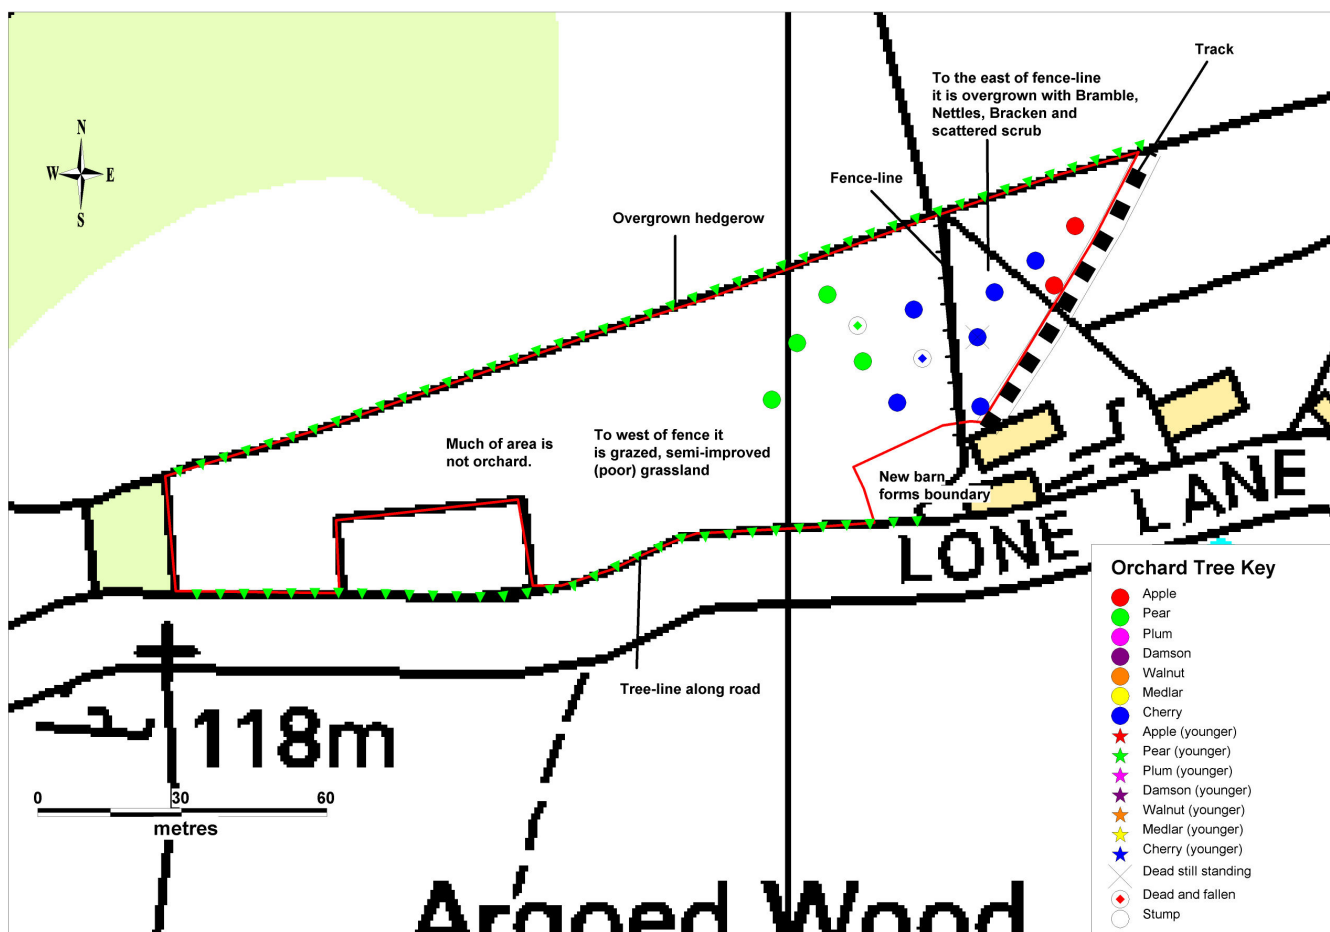 Track
To the east of fence-line
it is overgrown with Bramble,
Nettles, Bracken and
scattered scrub
N
W E
S
Fence-line
Overgrown hedgerow
Much of area is
not orchard.
To west of fence it
is grazed, semi-improved
(poor) grassland
New barn
forms boundary
LONE LANE
Tree-line along road
118m
0 30 60
metres
Argoed Wood
Orchard Tree Key
Apple
Pear
Plum
Damson
Walnut
Medlar
Cherry
Apple (younger)
Pear (younger)
Plum (younger)
Damson (younger)
Walnut (younger)
Medlar (younger)
Cherry (younger)
Dead still standing
Dead and fallen
Stump